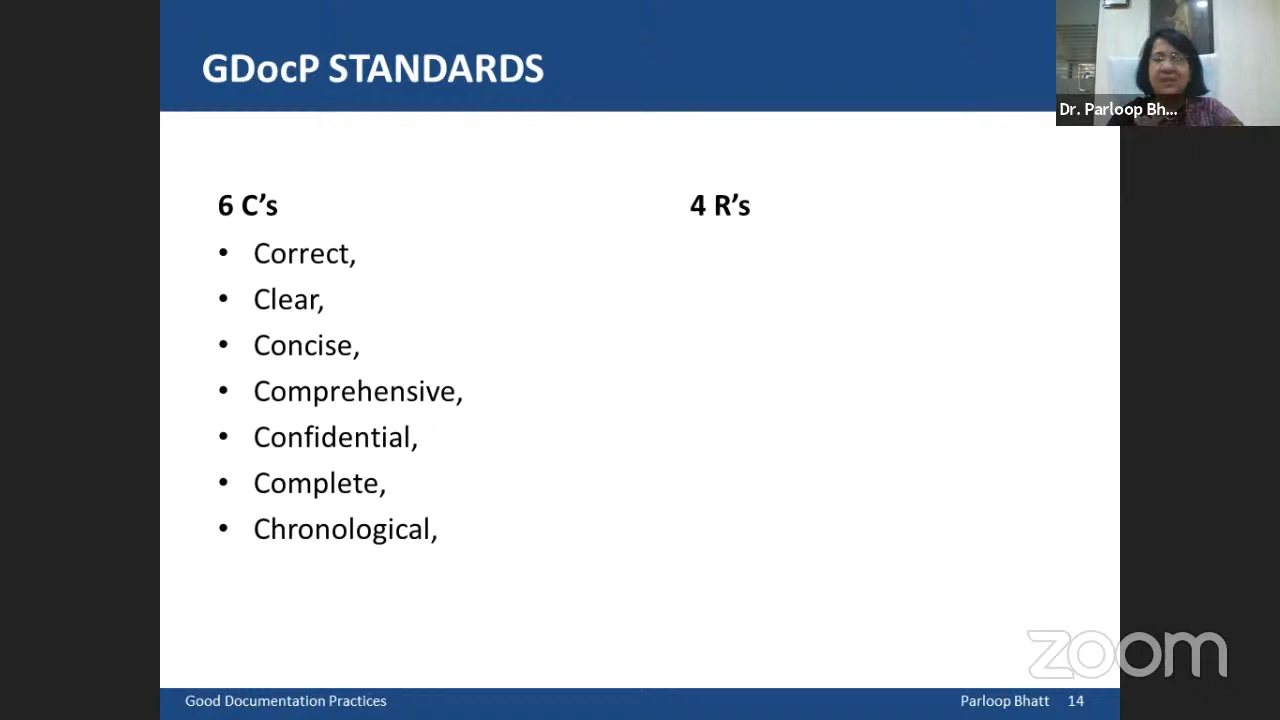 GDocP STANDARDS
Dr. Parloop Bh...
6 C’s
• Correct,
• Clear,
• Concise,
• Comprehensive,
• Confidential,
• Complete,
• Chronological,
4 R’s
zoom
Good Documentation Practices
Parloop Bhatt 14